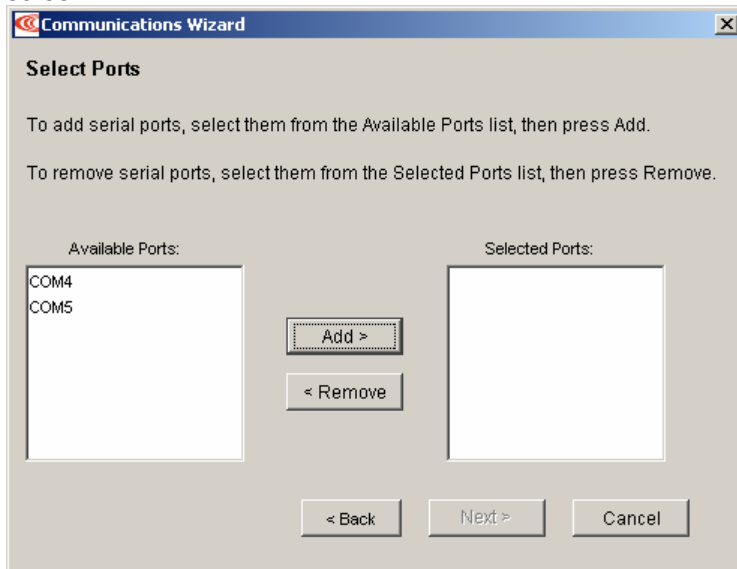 Communications Wizard
Select Ports
To add serial ports, select them from the Available Ports list, then press Add.
To remove serial ports, select them from the Selected Ports list, then press Remove.
Available Ports:
Selected Ports:
COM4
COM5
Add >
< Remove
< Back
Next >
Cancel